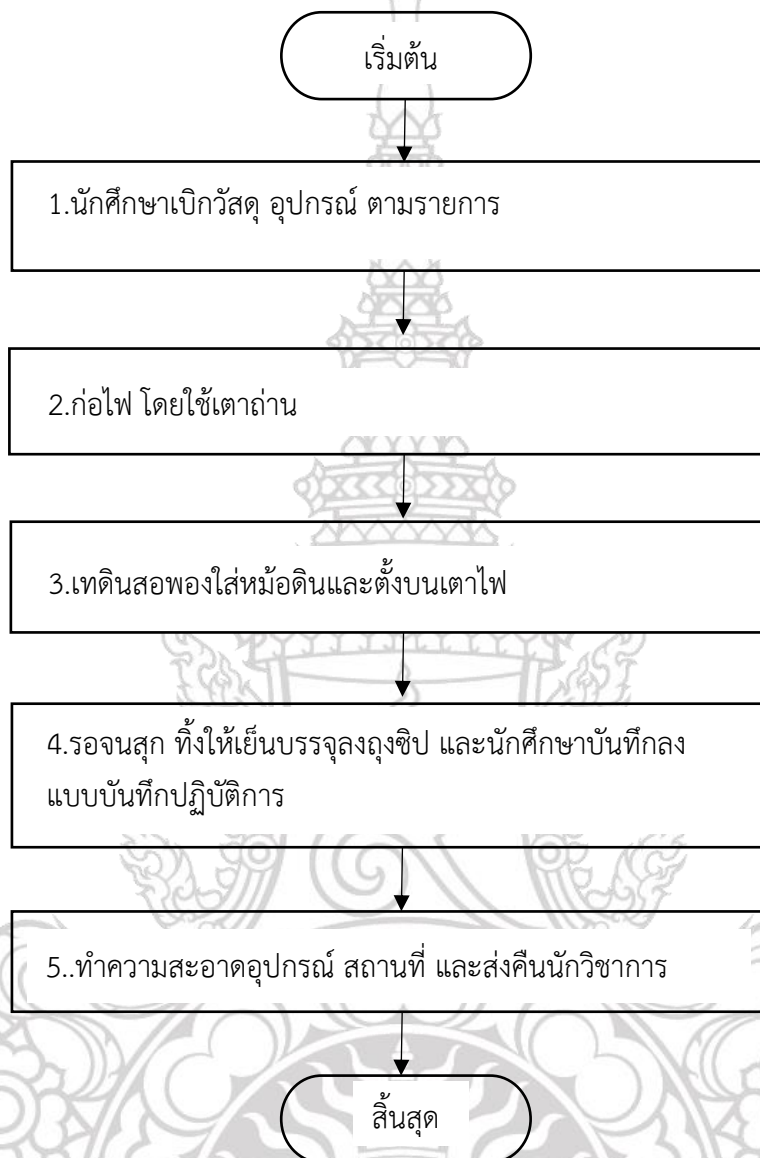 เริ่มต้น
1.นักศึกษาเบิกวัสดุ อุปกรณ์ ตามรายการ
2.ก่อไฟ โดยใช้เตาถ่าน
3.เทดินสอพองใส่หม้อดินและตั้งบนเตาไฟ
4.รอจนสุก ทิ้งให้เย็นบรรจุลงถุงซิป และนักศึกษาบันทึกลง
แบบบันทึกปฏิบัติการ
5..ทำความสะอาดอุปกรณ์ สถานที่ และส่งคืนนักวิชาการ
สิ้นสุด